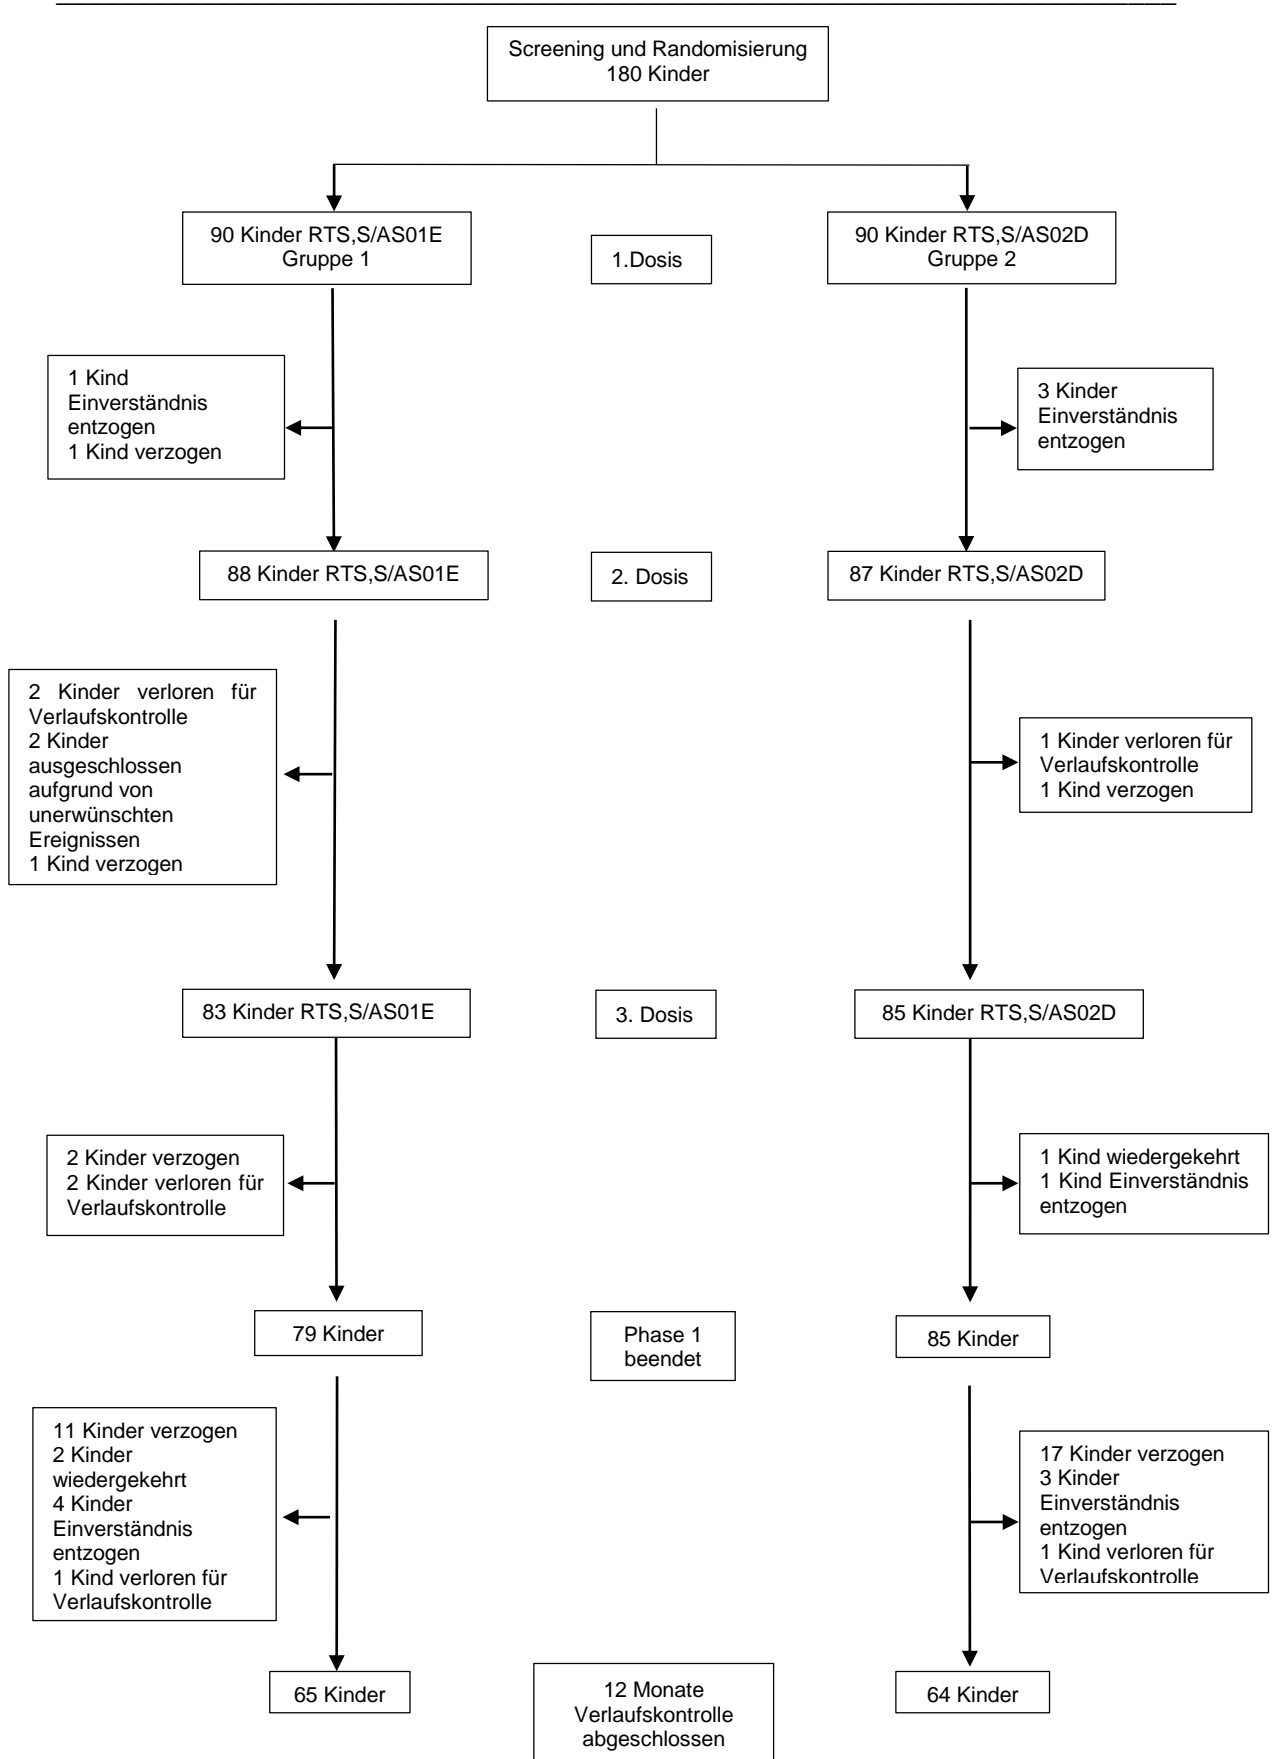 Screening und Randomisierung
180 Kinder
90 Kinder RTS,S/AS01E
Gruppe 1
1.Dosis
90 Kinder RTS,S/AS02D
Gruppe 2
1 Kind
Einverständnis
entzogen
1 Kind verzogen
3 Kinder
Einverständnis
entzogen
88 Kinder RTS,S/AS01E
2. Dosis
87 Kinder RTS,S/AS02D
2 Kinder verloren für
Verlaufskontrolle
2 Kinder
ausgeschlossen
aufgrund von
unerwünschten
Ereignissen
1 Kind verzogen
1 Kinder verloren für
Verlaufskontrolle
1 Kind verzogen
83 Kinder RTS,S/AS01E
3. Dosis
85 Kinder RTS,S/AS02D
2 Kinder verzogen
2 Kinder verloren für
Verlaufskontrolle
1 Kind wiedergekehrt
1 Kind Einverständnis
entzogen
79 Kinder
Phase 1
beendet
85 Kinder
11 Kinder verzogen
2 Kinder
wiedergekehrt
4 Kinder
Einverständnis
entzogen
1 Kind verloren für
Verlaufskontrolle
17 Kinder verzogen
3 Kinder
Einverständnis
entzogen
1 Kind verloren für
Verlaufskontrolle
65 Kinder
12 Monate
Verlaufskontrolle
abgeschlossen
64 Kinder